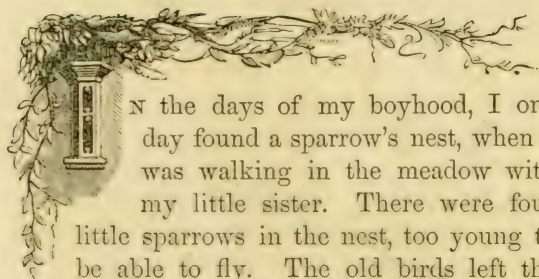 IN the days of my boyhood, I on
day found a sparrow's nest, when
was walking in the meadow wit
my little sister. There were fou
little sparrows in the nest, too young t
be able to fly. The old birds left th